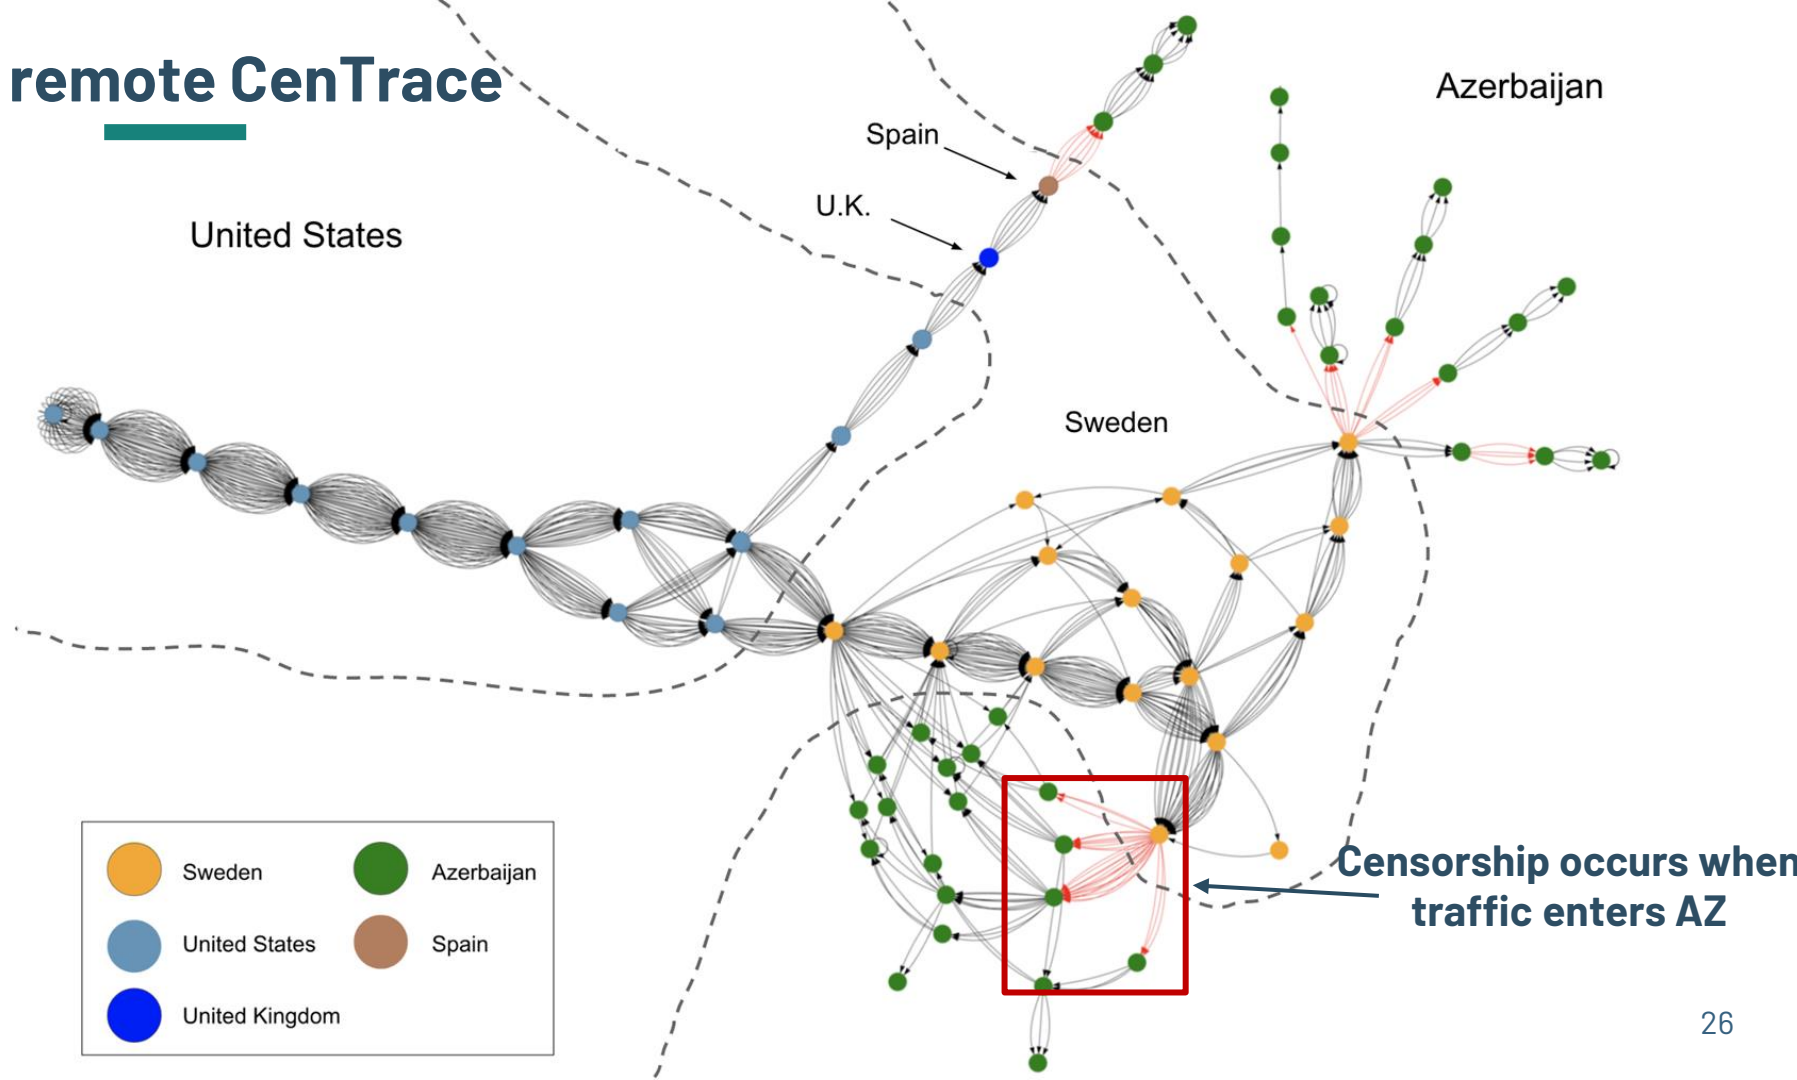 remote CenTrace
Azerbaijan
Spain
U.K.
United States
Sweden
Sweden
Azerbaijan
United States
Spain
United Kingdom
Censorship occurs when
traffic enters AZ
26